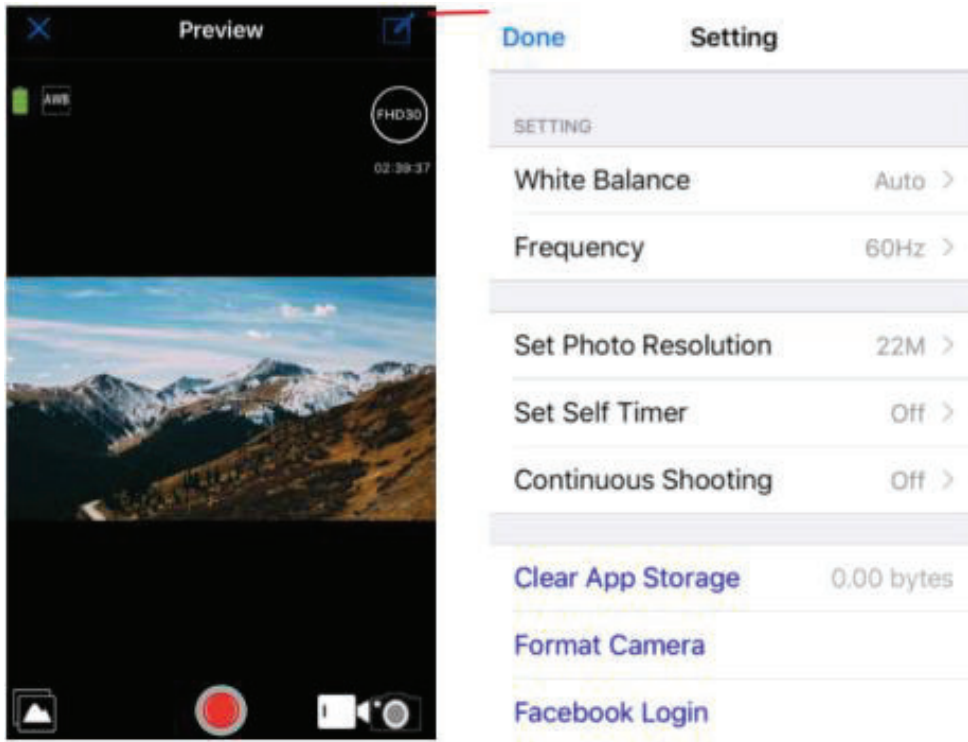 Preview
AWB
FHD30
02:39:37
Done Setting
SETTING
White Balance Auto >
Frequency 60Hz >
Set Photo Resolution 22M >
Set Self Timer Off >
Continuous Shooting Off >
Clear App Storage 0.00 bytes
Format Camera
Facebook Login